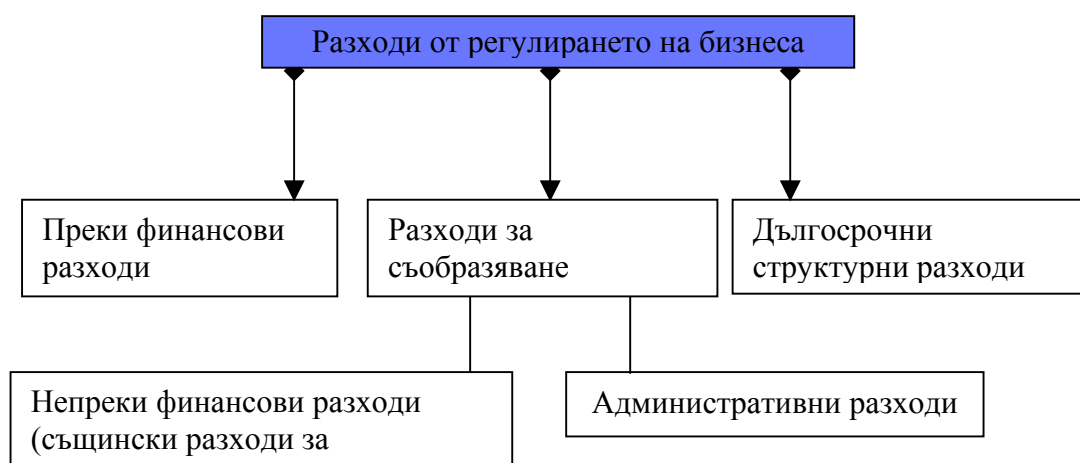 Разходи от регулирането на бизнеса
Преки финансови
разходи
Разходи за
съобразяване
Дългосрочни
структурни разходи
Непреки финансови разходи
(същински разходи за
Административни разходи